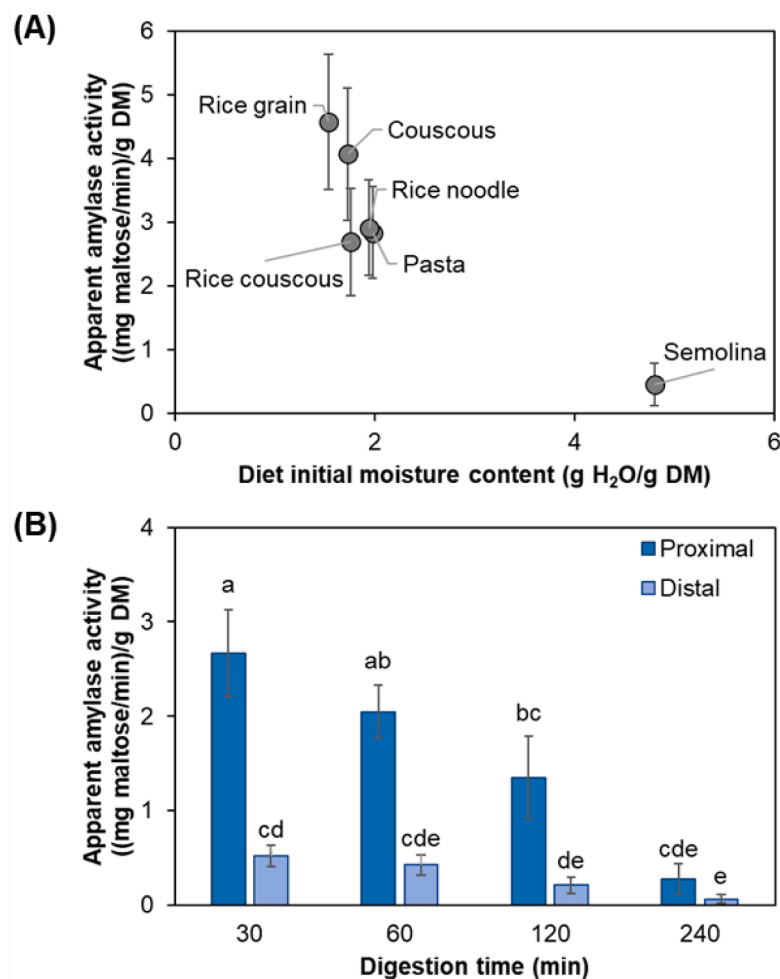 (A)
Apparent amylase activity
((mg maltose/min)/g DM)
6
5
4
3
2
1
0
Rice grain
Couscous
Rice noodle
Rice couscous
Pasta
Semolina
0 2 4 6
Diet initial moisture content (g H₂O/g DM)
(B)
Apparent amylase activity
((mg maltose/min)/g DM)
4
3
2
1
0
Proximal
Distal
a
ab
bc
cd
cde
de
cde
e
30 60 120 240
Digestion time (min)